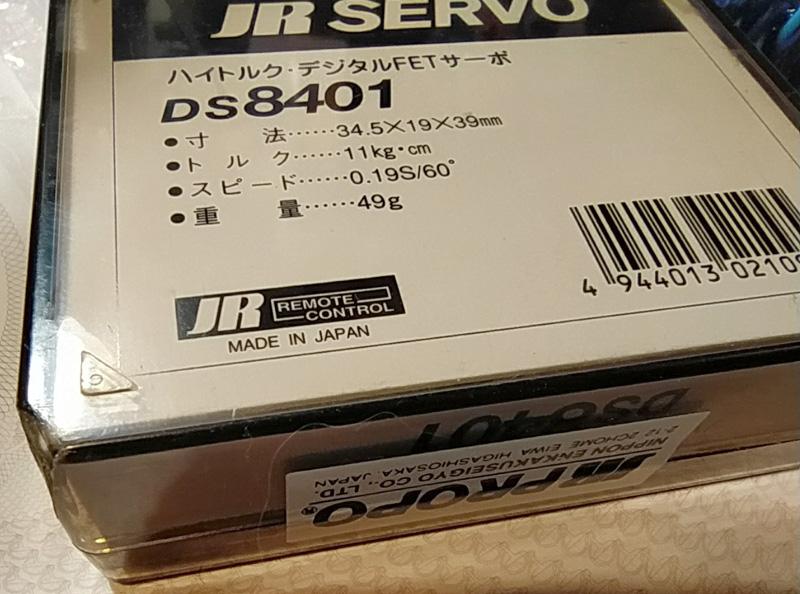 JR SERVO
ハイトルク・デジタルFETサーボ
DS8401
●寸　法……34.5×19×39mm
●トルク……11kg・cm
●スピード……0.19S/60°
●重　量……49g
4 944013 0210
JR REMOTE CONTROL
MADE IN JAPAN
DS8401
JR PROPO®
NIPPON ENKAKUSEIGYO CO., LTD.
2-12 2CHOME EIWA HIGASHIOSAKA, JAPAN